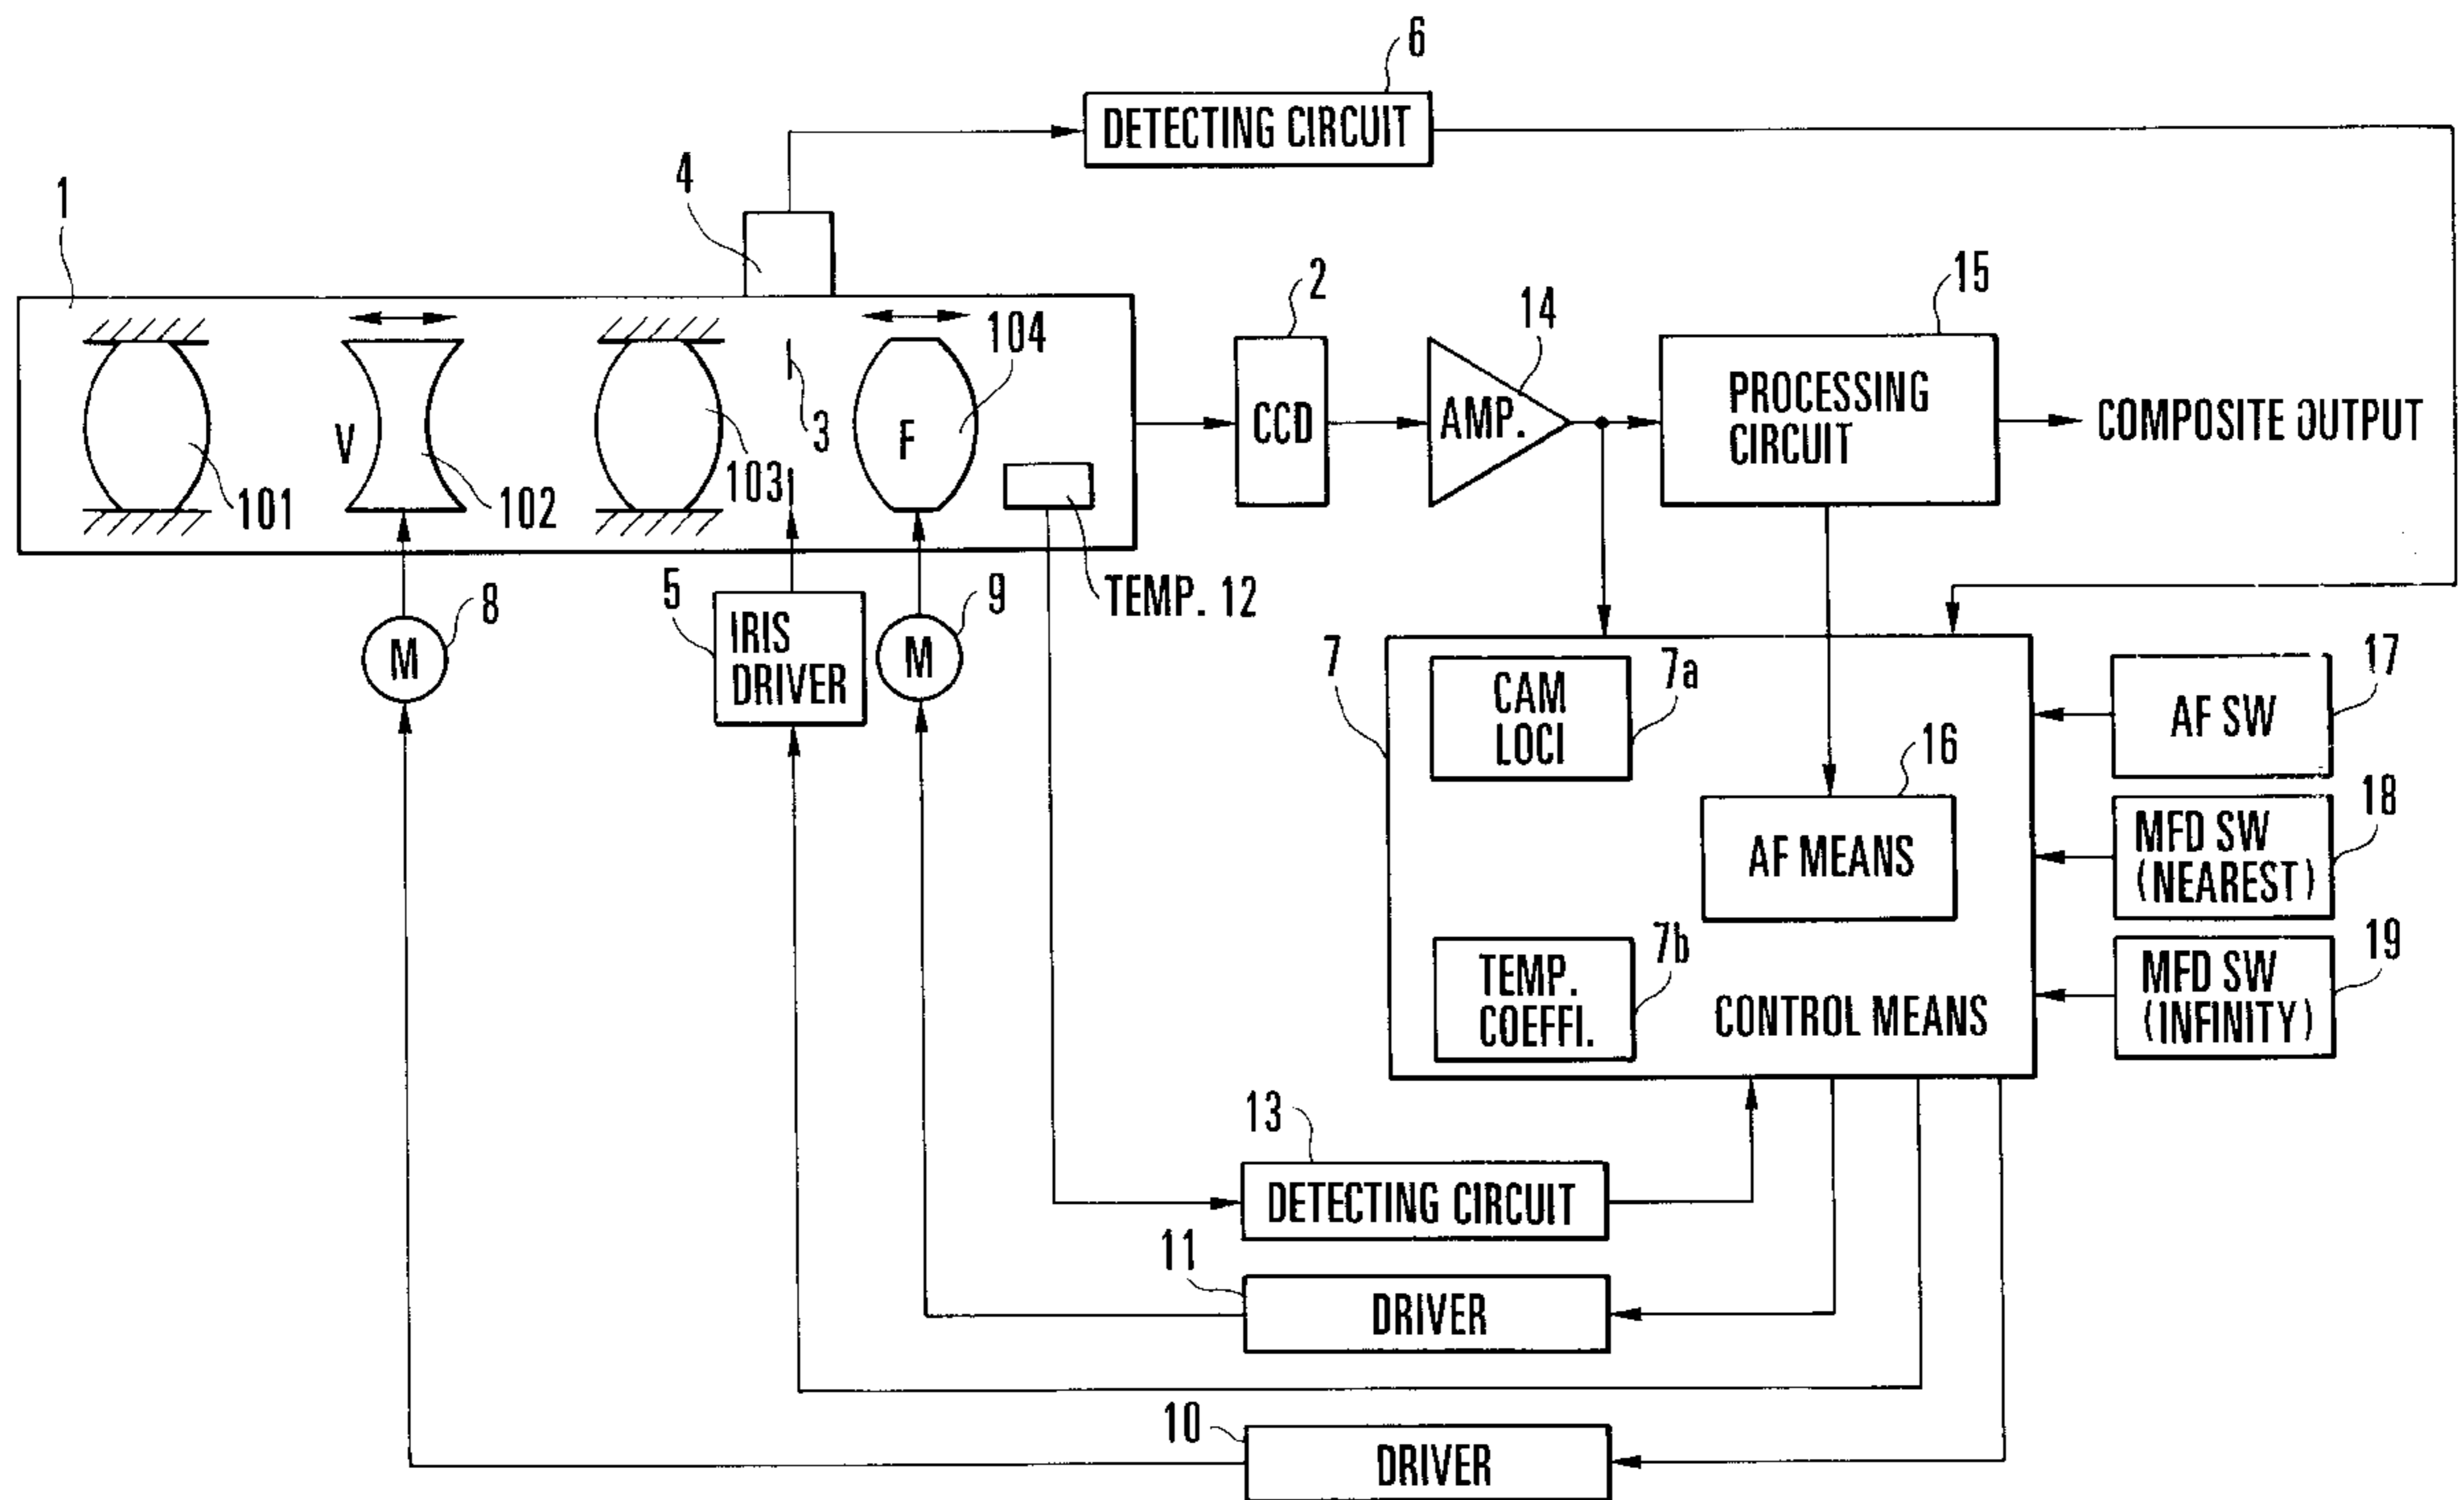 6
DETECTING CIRCUIT
4
1
2
14
15
104
V
3
F
CCD
AMP.
PROCESSING
CIRCUIT
COMPOSITE OUTPUT
101
102
103
TEMP. 12
8
5
9
M
IRIS
DRIVER
M
7
CAM
LOCI
7a
17
AF SW
16
AF MEANS
18
MFD SW
(NEAREST)
7b
TEMP.
COEFFI.
CONTROL MEANS
19
MFD SW
(INFINITY)
13
DETECTING CIRCUIT
11
DRIVER
10
DRIVER